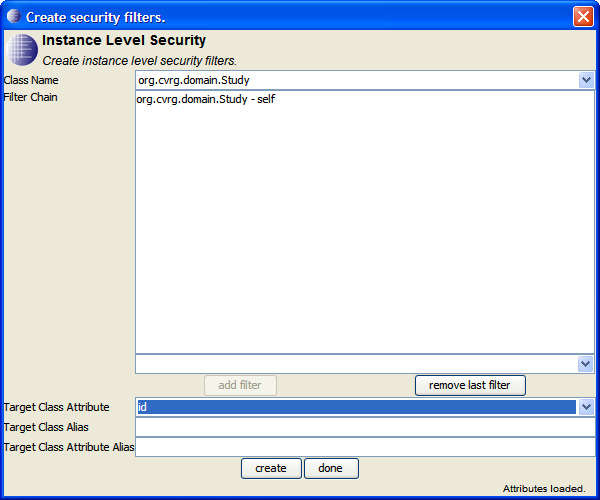 Create security filters.
Instance Level Security
Create instance level security filters.
Class Name org.cvrg.domain.Study
Filter Chain org.cvrg.domain.Study - self
add filter remove last filter
Target Class Attribute id
Target Class Alias
Target Class Attribute Alias
create done
Attributes loaded.